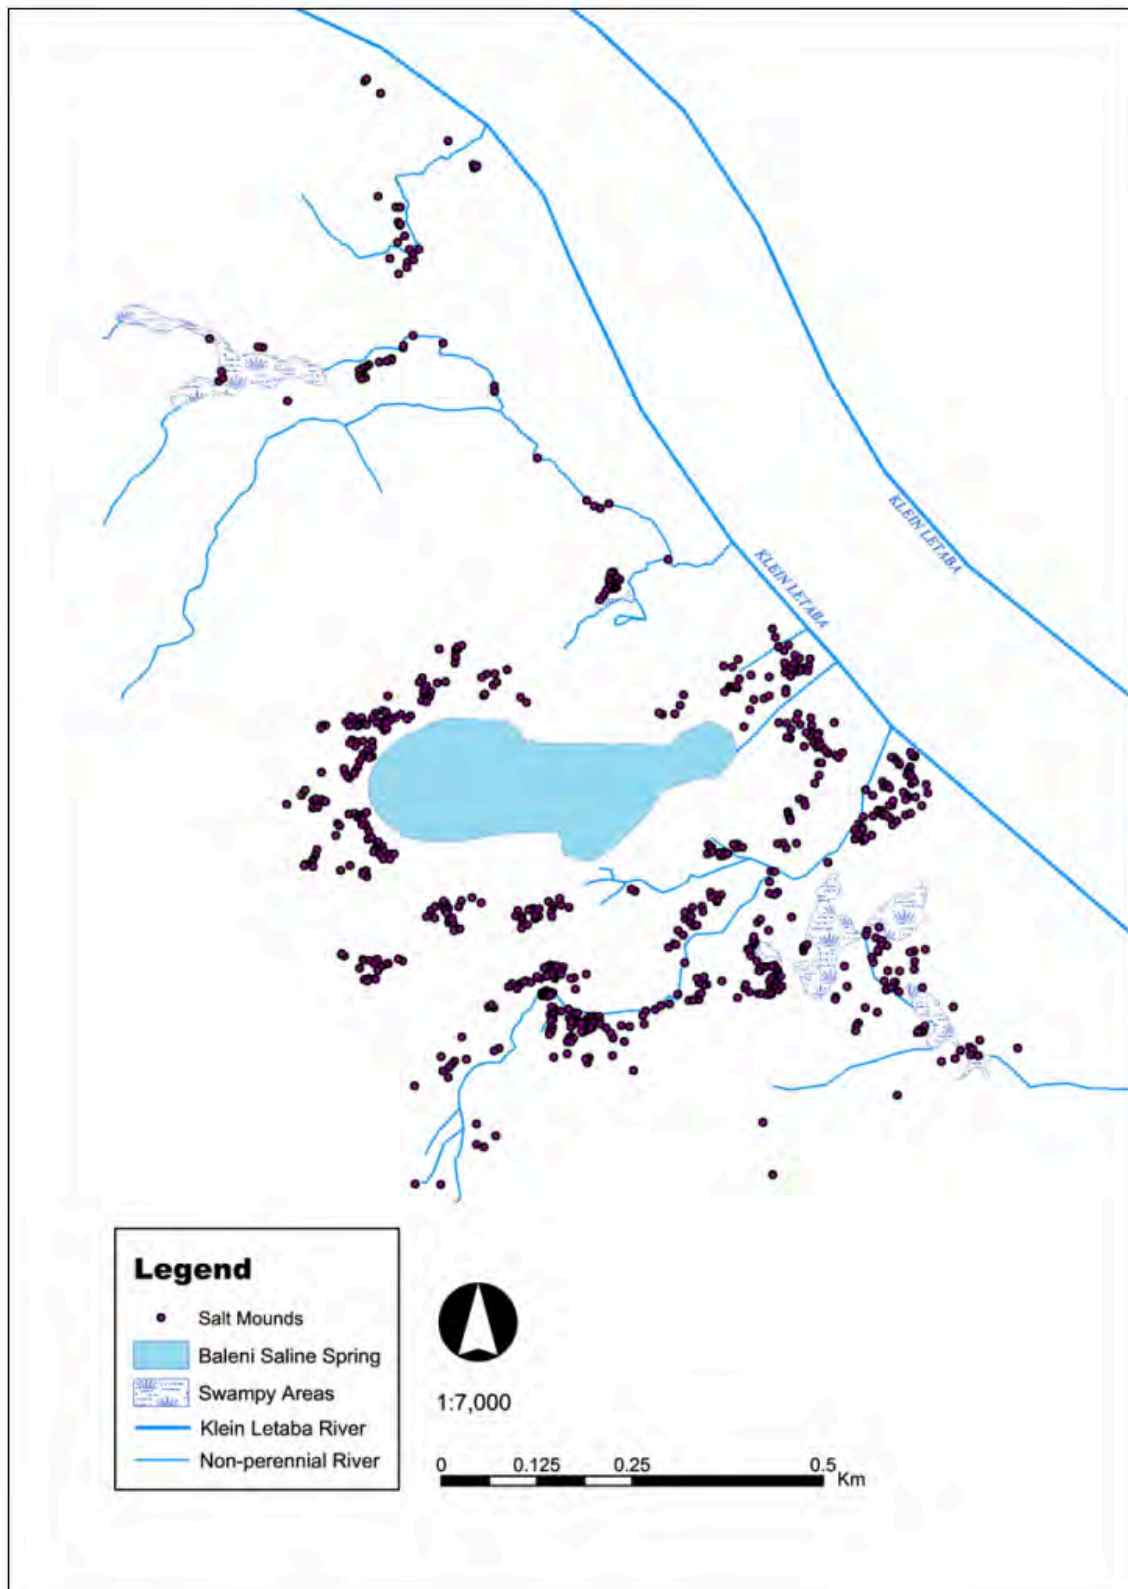 KLEIN LETABA
KLEIN LETABA
Legend
Salt Mounds
Baleni Saline Spring
Swampy Areas
Klein Letaba River
Non-perennial River
1:7,000
0 0.125 0.25 0.5
Km